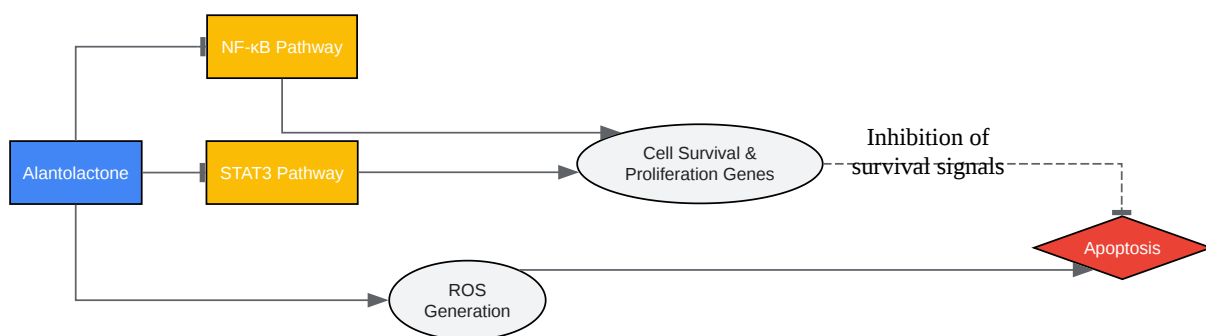 NF-κB Pathway
Inhibition of
survival signals
Cell Survival &
Proliferation Genes
Alantolactone
STAT3 Pathway
Apoptosis
ROS
Generation